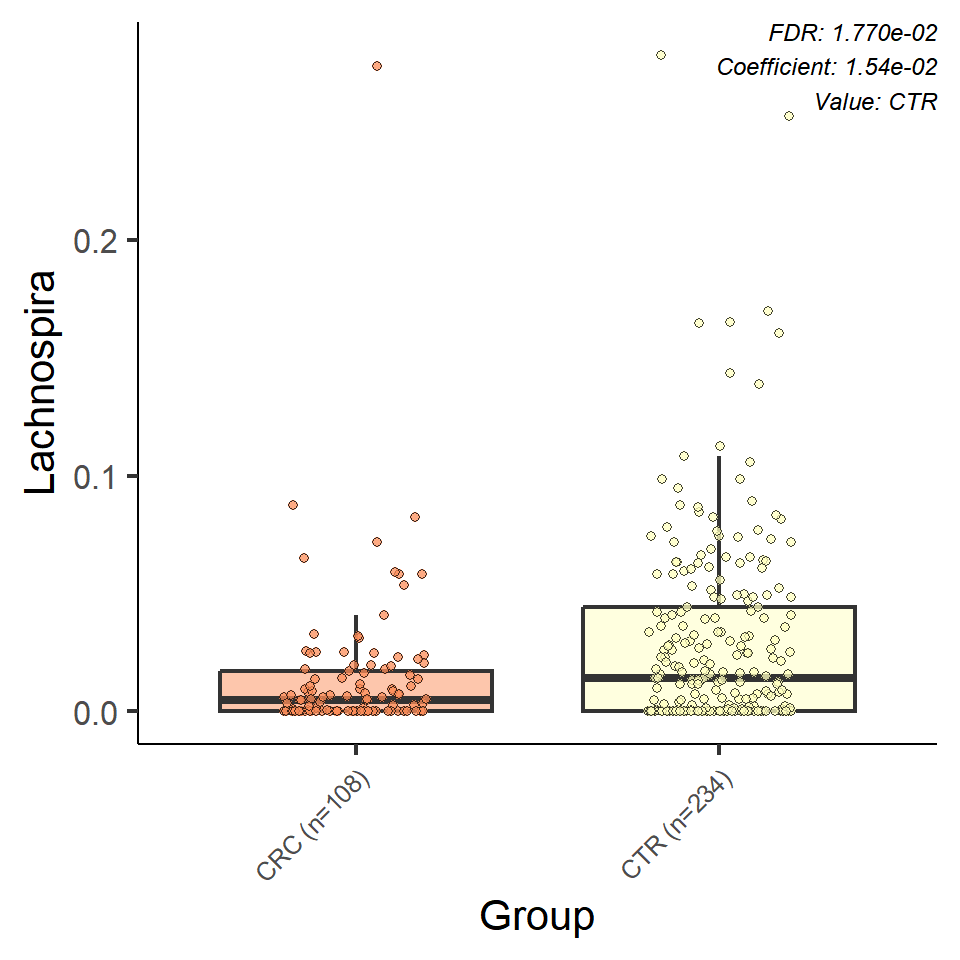 FDR: 1.770e-02
Coefficient: 1.54e-02
Value: CTR
Lachnospira
0.2
0.1
0.0
CRC (n=108)
CTR (n=234)
Group